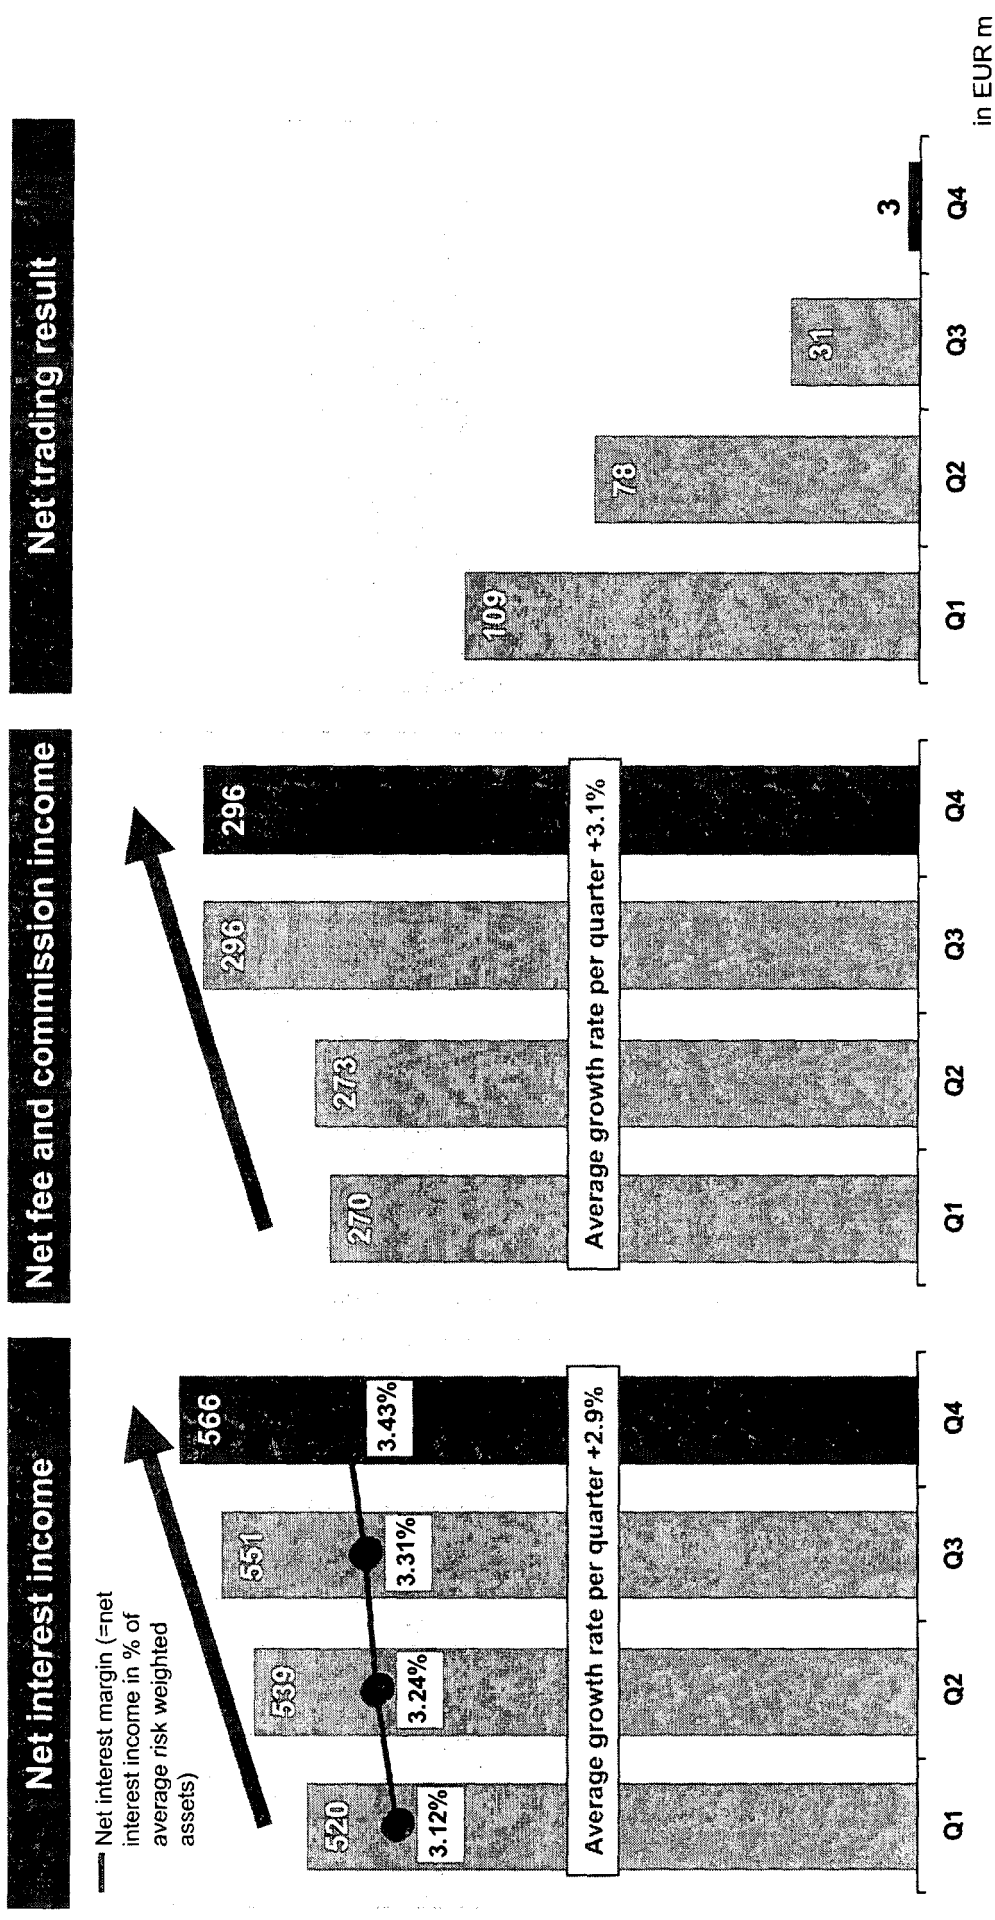 Net interest income
Net interest margin (=net
interest income in % of
average risk weighted
assets)
520
539
551
566
3.12%
3.24%
3.31%
3.43%
Average growth rate per quarter +2.9%
Q1
Q2
Q3
Q4
Net fee and commission income
270
273
296
296
Average growth rate per quarter +3.1%
Q1
Q2
Q3
Q4
Net trading result
109
78
31
3
Q1
Q2
Q3
Q4
in EUR m